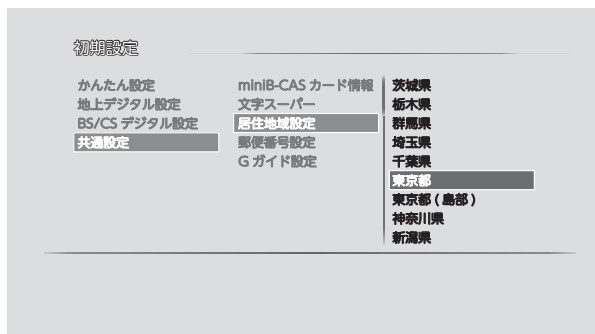 初期設定
かんたん設定
地上デジタル設定
BS/CS デジタル設定
共通設定
miniB-CAS カード情報
文字スーパー
居住地域設定
郵便番号設定
G ガイド設定
茨城県
栃木県
群馬県
埼玉県
千葉県
東京都
東京都 ( 島部 )
神奈川県
新潟県